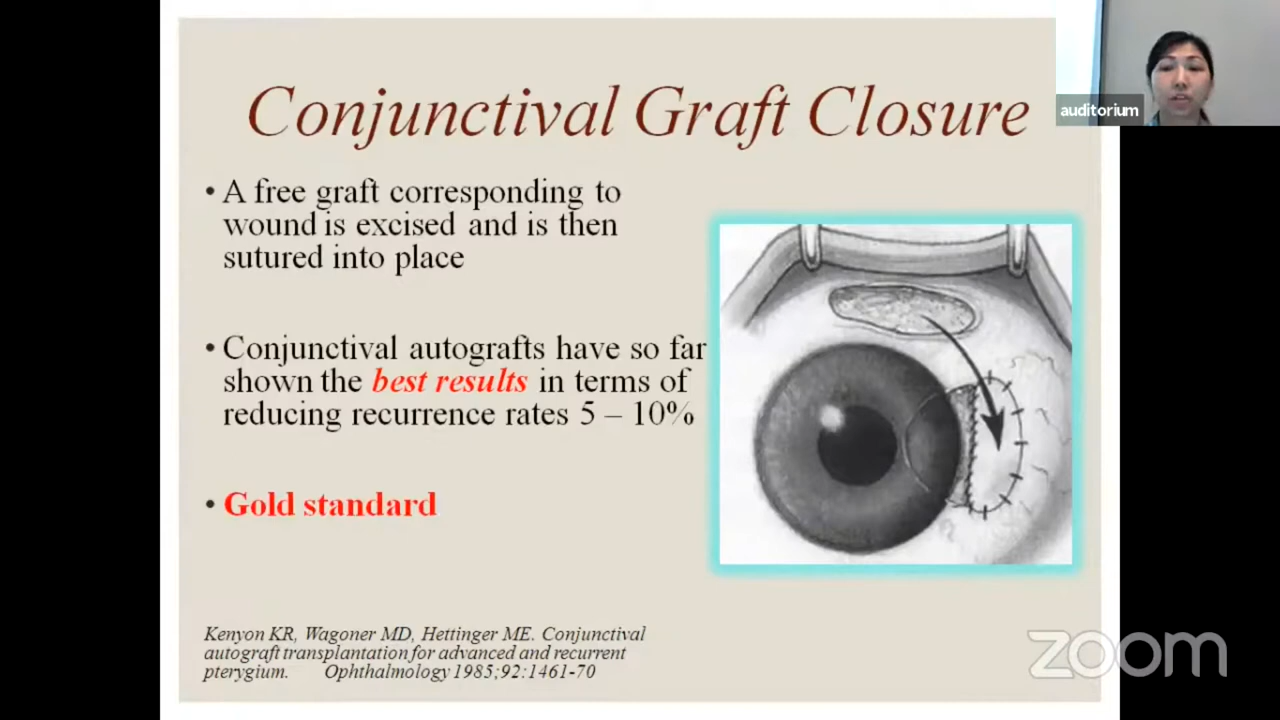 Conjunctival Graft Closure
auditorium
• A free graft corresponding to
wound is excised and is then
sutured into place
• Conjunctival autografts have so far
shown the best results in terms of
reducing recurrence rates 5 – 10%
• Gold standard
Kenyon KR, Wagoner MD, Hettinger ME. Conjunctival
autograft transplantation for advanced and recurrent
pterygium. Ophthalmology 1985;92:1461-70
zoom